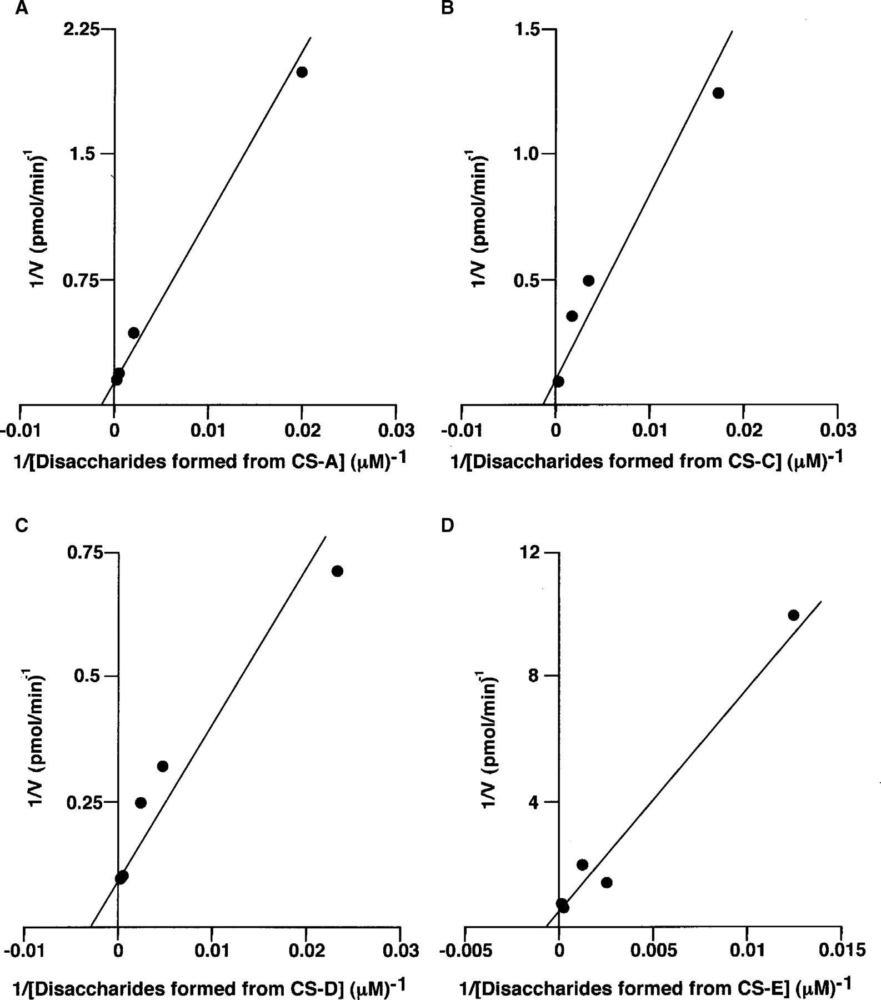 A
2.25
1.5
0.75
1/V (pmol/min)-1
-0.01 0 0.01 0.02 0.03
1/[Disaccharides formed from CS-A] (μM)-1
B
1.5
1.0
0.5
1/V (pmol/min)-1
-0.01 0 0.01 0.02 0.03
1/[Disaccharides formed from CS-C] (μM)-1
C
0.75
0.5
0.25
1/V (pmol/min)-1
-0.01 0 0.01 0.02 0.03
1/[Disaccharides formed from CS-D] (μM)-1
D
12
8
4
1/V (pmol/min)-1
-0.005 0 0.005 0.01 0.015
1/[Disaccharides formed from CS-E] (μM)-1